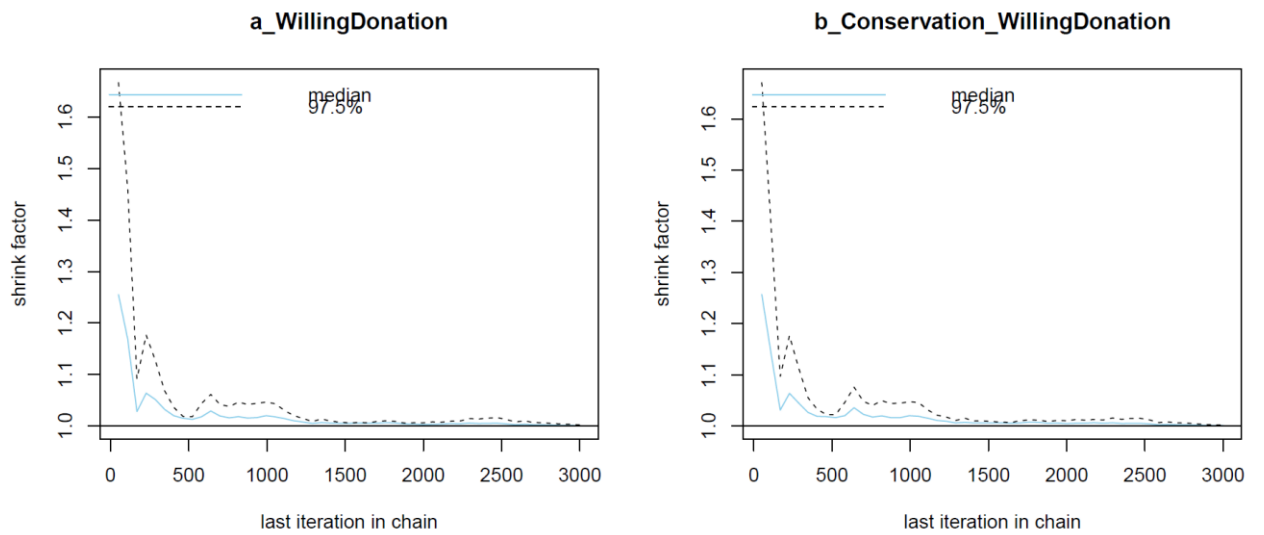 a_WillingDonation
median
97.5%
shrink factor
1.0 1.1 1.2 1.3 1.4 1.5 1.6
0 500 1000 1500 2000 2500 3000
last iteration in chain
b_Conservation_WillingDonation
median
97.5%
shrink factor
1.0 1.1 1.2 1.3 1.4 1.5 1.6
0 500 1000 1500 2000 2500 3000
last iteration in chain